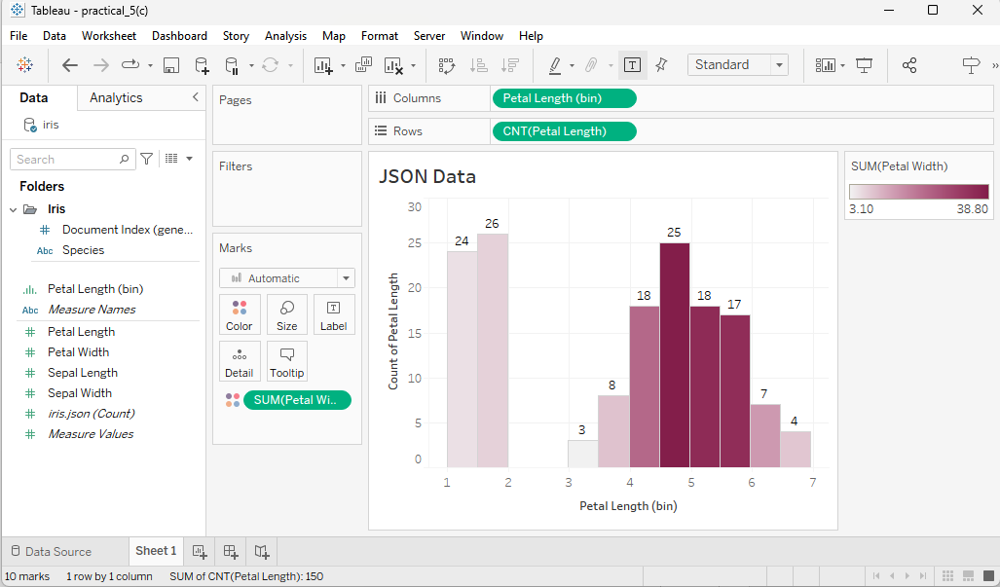 Tableau - practical_5(c)
File Data Worksheet Dashboard Story Analysis Map Format Server Window Help
Standard
Data Analytics
iris
Search
Folders
Iris
Document Index (gene...
Abc Species
Petal Length (bin)
Abc Measure Names
Petal Length
Petal Width
Sepal Length
Sepal Width
iris.json (Count)
Measure Values
Pages
Filters
Marks
Automatic
Color Size Label
Detail Tooltip
SUM(Petal Wi..
Columns Petal Length (bin)
Rows CNT(Petal Length)
JSON Data
Count of Petal Length
30
25
20
15
10
5
0
24 26 3 8 18 25 18 17 7 4
1 2 3 4 5 6 7
Petal Length (bin)
SUM(Petal Width)
3.10 38.80
Data Source Sheet 1
10 marks 1 row by 1 column SUM of CNT(Petal Length): 150